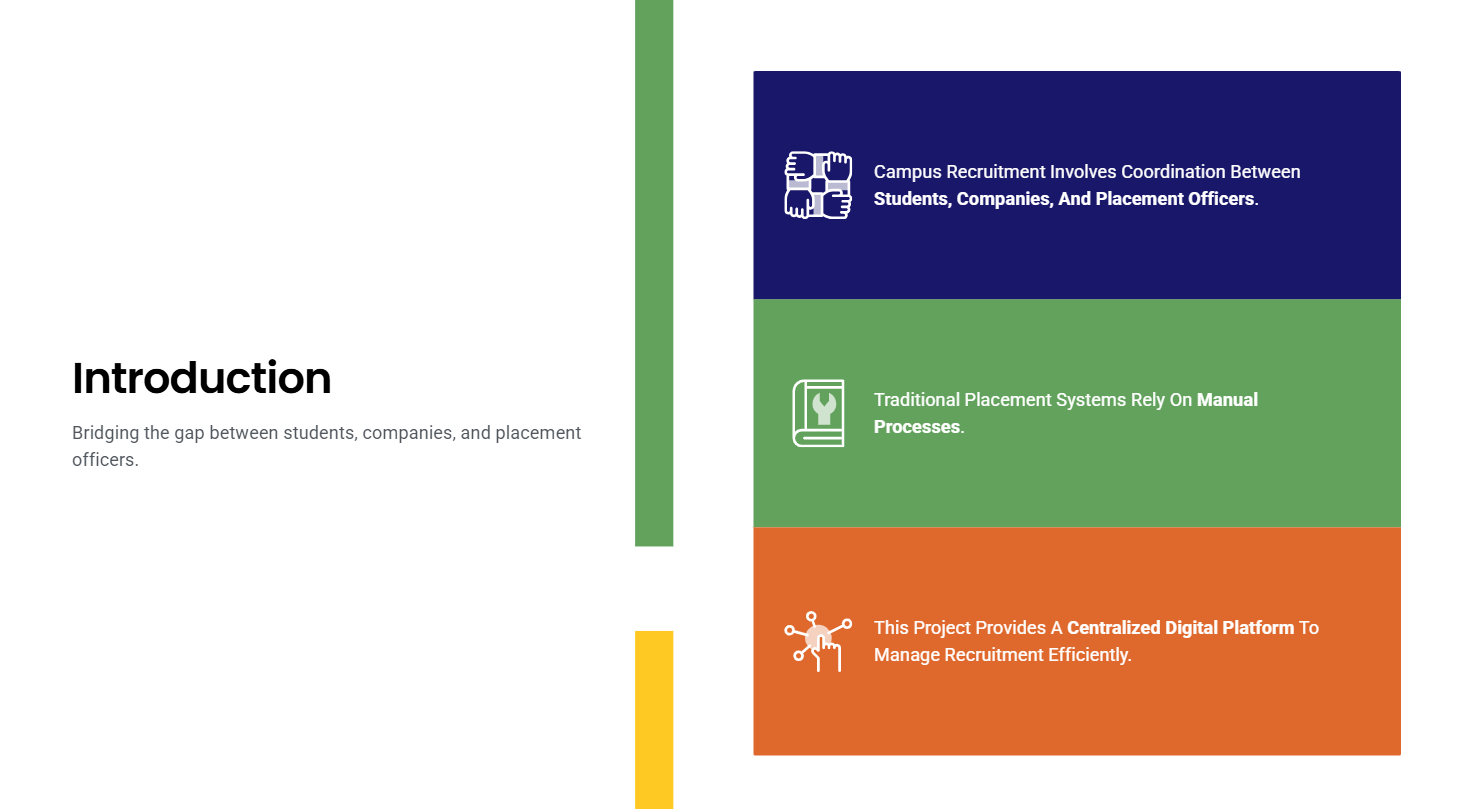 Introduction
Bridging the gap between students, companies, and placement
officers.
Campus Recruitment Involves Coordination Between
Students, Companies, And Placement Officers.
Traditional Placement Systems Rely On Manual
Processes.
This Project Provides A Centralized Digital Platform To
Manage Recruitment Efficiently.